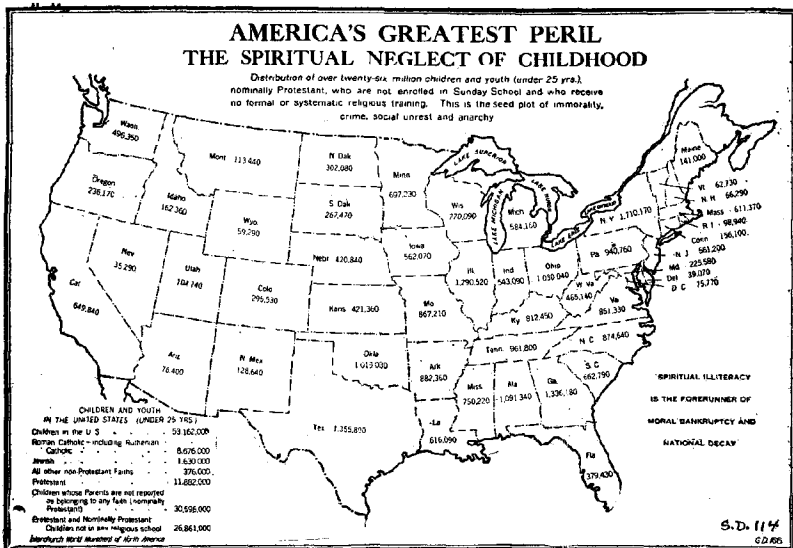 AMERICA'S GREATEST PERIL
THE SPIRITUAL NEGLECT OF CHILDHOOD
Distribution of over twenty-six million children and youth (under 25 yrs.),
nominally Protestant, who are not enrolled in Sunday School and who receive
no formal or systematic religious training. This is the seed plot of immorality,
crime, social unrest and anarchy
Wash
496,350
Oregon
236,170
Cal
649,840
Nev
35,290
Idaho
162,360
Mont 113,440
Wyo
59,290
Utah
104,140
Colo
295,530
Ariz
76,400
N Mex
128,640
N Dak
302,080
S Dak
267,470
Nebr 420,840
Kans 421,360
Okla
1,013,030
Tex 1,355,890
Minn
697,230
Iowa
562,070
Mo
867,210
Ark
882,360
La
616,090
Wis
770,090
LAKE SUPERIOR
LAKE MICHIGAN
LAKE HURON
LAKE ERIE
LAKE ONTARIO
Mich
584,160
Ill
1,290,520
Ind
543,090
Ohio
1,050,040
Ky 812,450
Tenn 961,800
Miss
750,220
Ala
1,091,340
Ga
1,336,180
Fla
379,430
S C
662,790
N C 874,640
Va
851,330
W Va
465,140
Pa 940,760
N Y 1,710,170
Maine
141,000
Vt 62,730
N H 66,290
Mass 611,370
R I 98,940
Conn
156,100
N J 661,200
Md 225,580
Del 39,070
D C 75,770
"SPIRITUAL ILLITERACY
IS THE FORERUNNER OF
MORAL BANKRUPTCY AND
NATIONAL DECAY"
CHILDREN AND YOUTH
IN THE UNITED STATES (UNDER 25 YRS)
Children in the U S 53,162,000
Roman Catholic - including Ruthenian
Catholic 8,676,000
Jewish 1,630,000
All other non-Protestant Faiths 376,000
Protestant 11,882,000
Children whose Parents are not reported
as belonging to any faith (nominally
Protestant) 30,598,000
Protestant and Nominally Protestant
Children not in any religious school 26,861,000
Interchurch World Movement of North America
S.D. 114